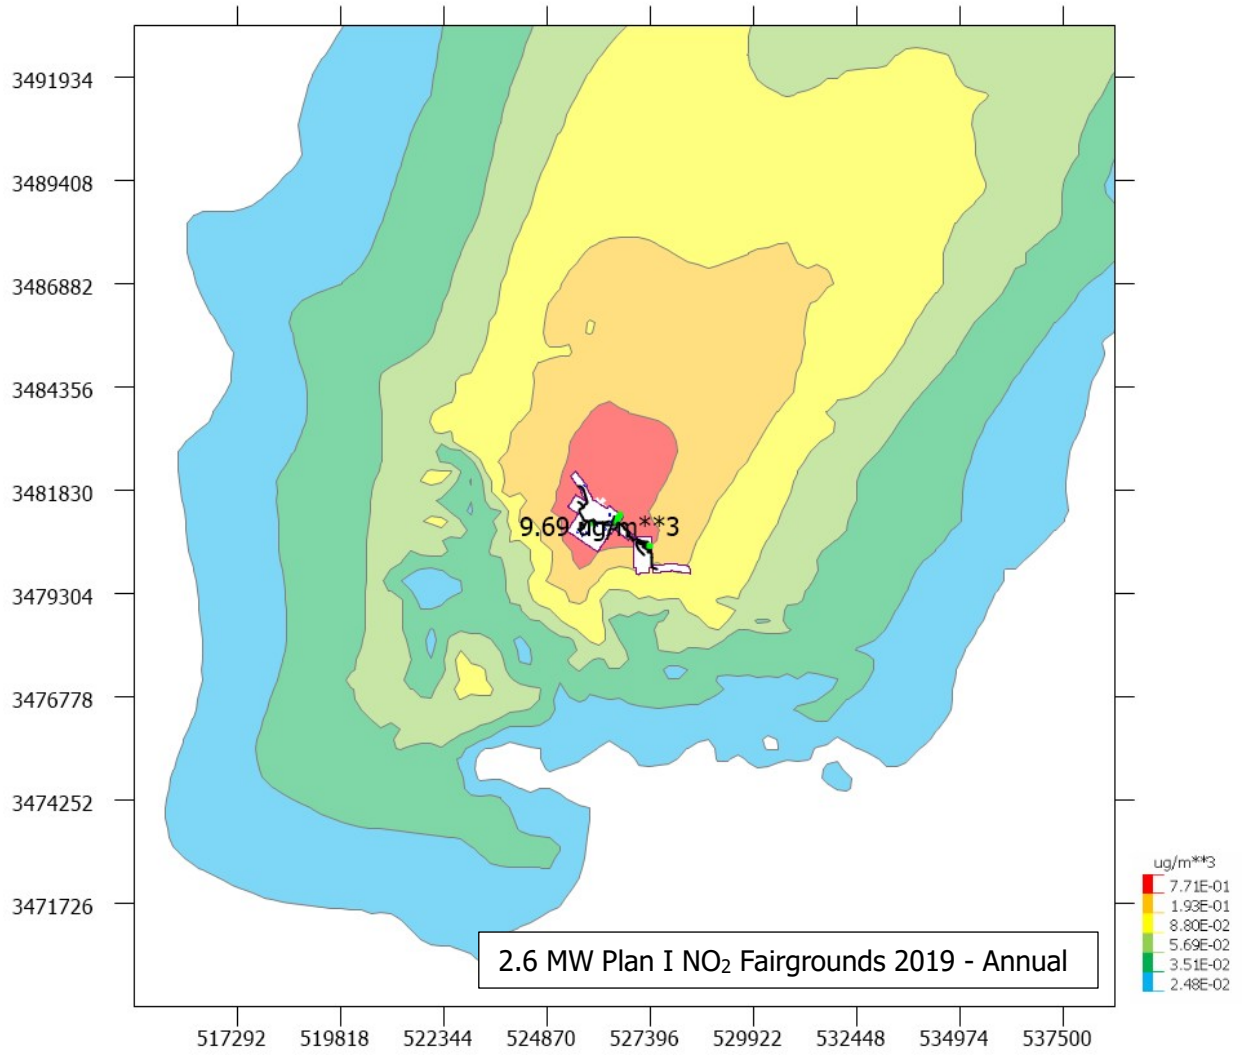 3491934
3489408
3486882
3484356
3481830
9.69 ug/m**3
3479304
3476778
3474252
3471726
ug/m**3
7.71E-01
1.93E-01
8.80E-02
5.69E-02
3.51E-02
2.48E-02
2.6 MW Plan I NO₂ Fairgrounds 2019 - Annual
517292 519818 522344 524870 527396 529922 532448 534974 537500